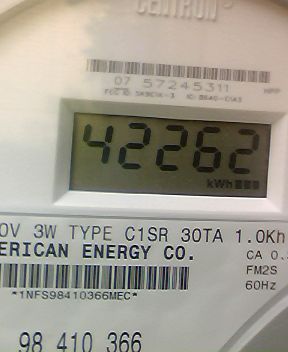 CENTRON
07 57245311
42262
kWh
0V 3W TYPE C1SR 30TA 1.0Kh
ERICAN ENERGY CO.
CA 0.
FM2S
*1NFS98410366MEC*
60Hz
98 410 366